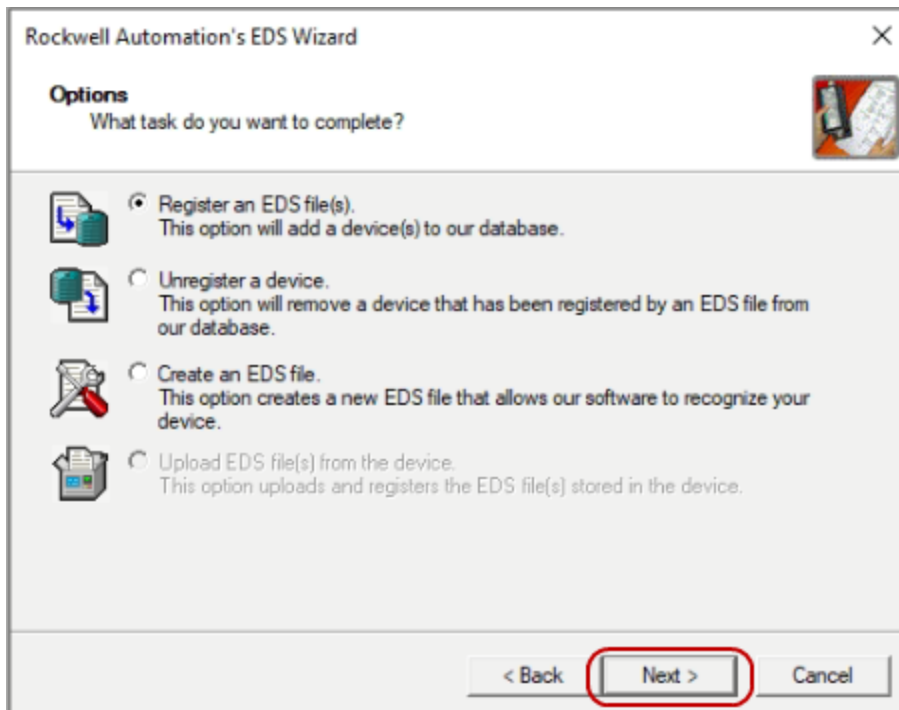 Rockwell Automation's EDS Wizard
Options
What task do you want to complete?
Register an EDS file(s).
This option will add a device(s) to our database.
Unregister a device.
This option will remove a device that has been registered by an EDS file from
our database.
Create an EDS file.
This option creates a new EDS file that allows our software to recognize your
device.
Upload EDS file(s) from the device.
This option uploads and registers the EDS file(s) stored in the device.
< Back Next > Cancel